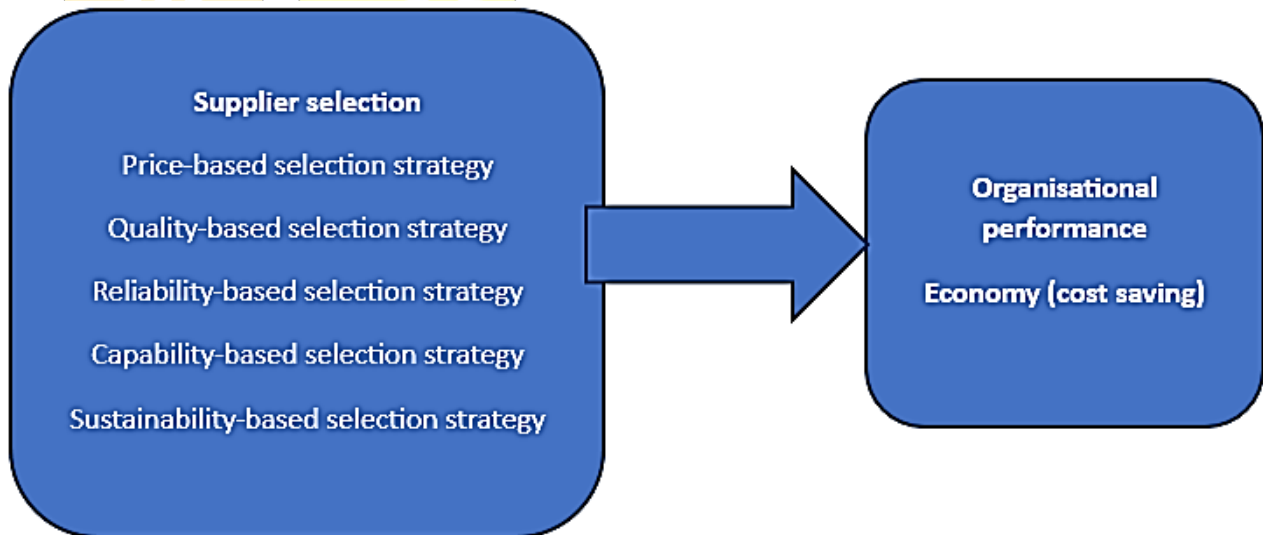 Supplier selection
Price-based selection strategy
Quality-based selection strategy
Reliability-based selection strategy
Capability-based selection strategy
Sustainability-based selection strategy
Organisational
performance
Economy (cost saving)